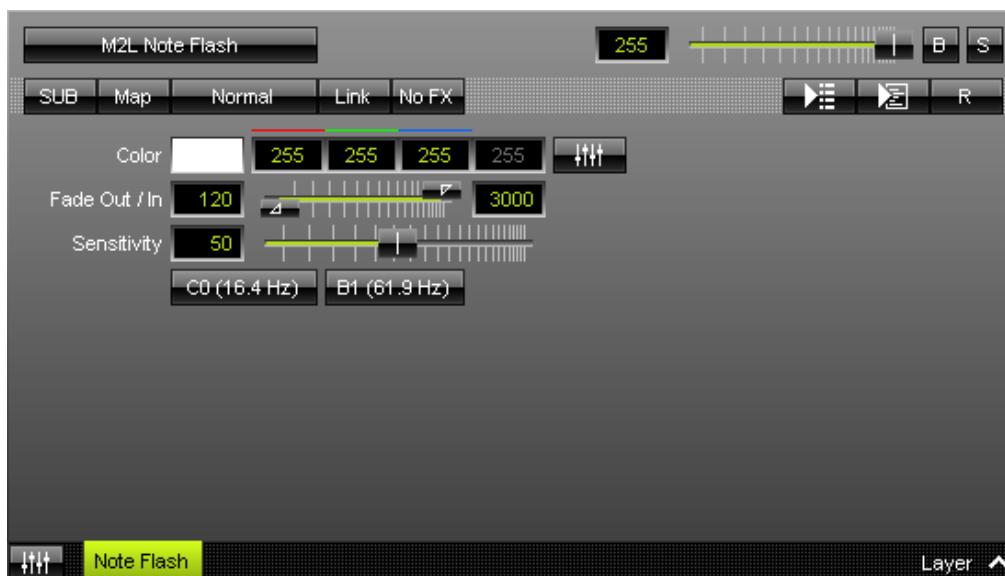 M2L Note Flash 255 B S
SUB Map Normal Link No FX R
Color 255 255 255 255
Fade Out / In 120 3000
Sensitivity 50
C0 (16.4 Hz) B1 (61.9 Hz)
Note Flash Layer